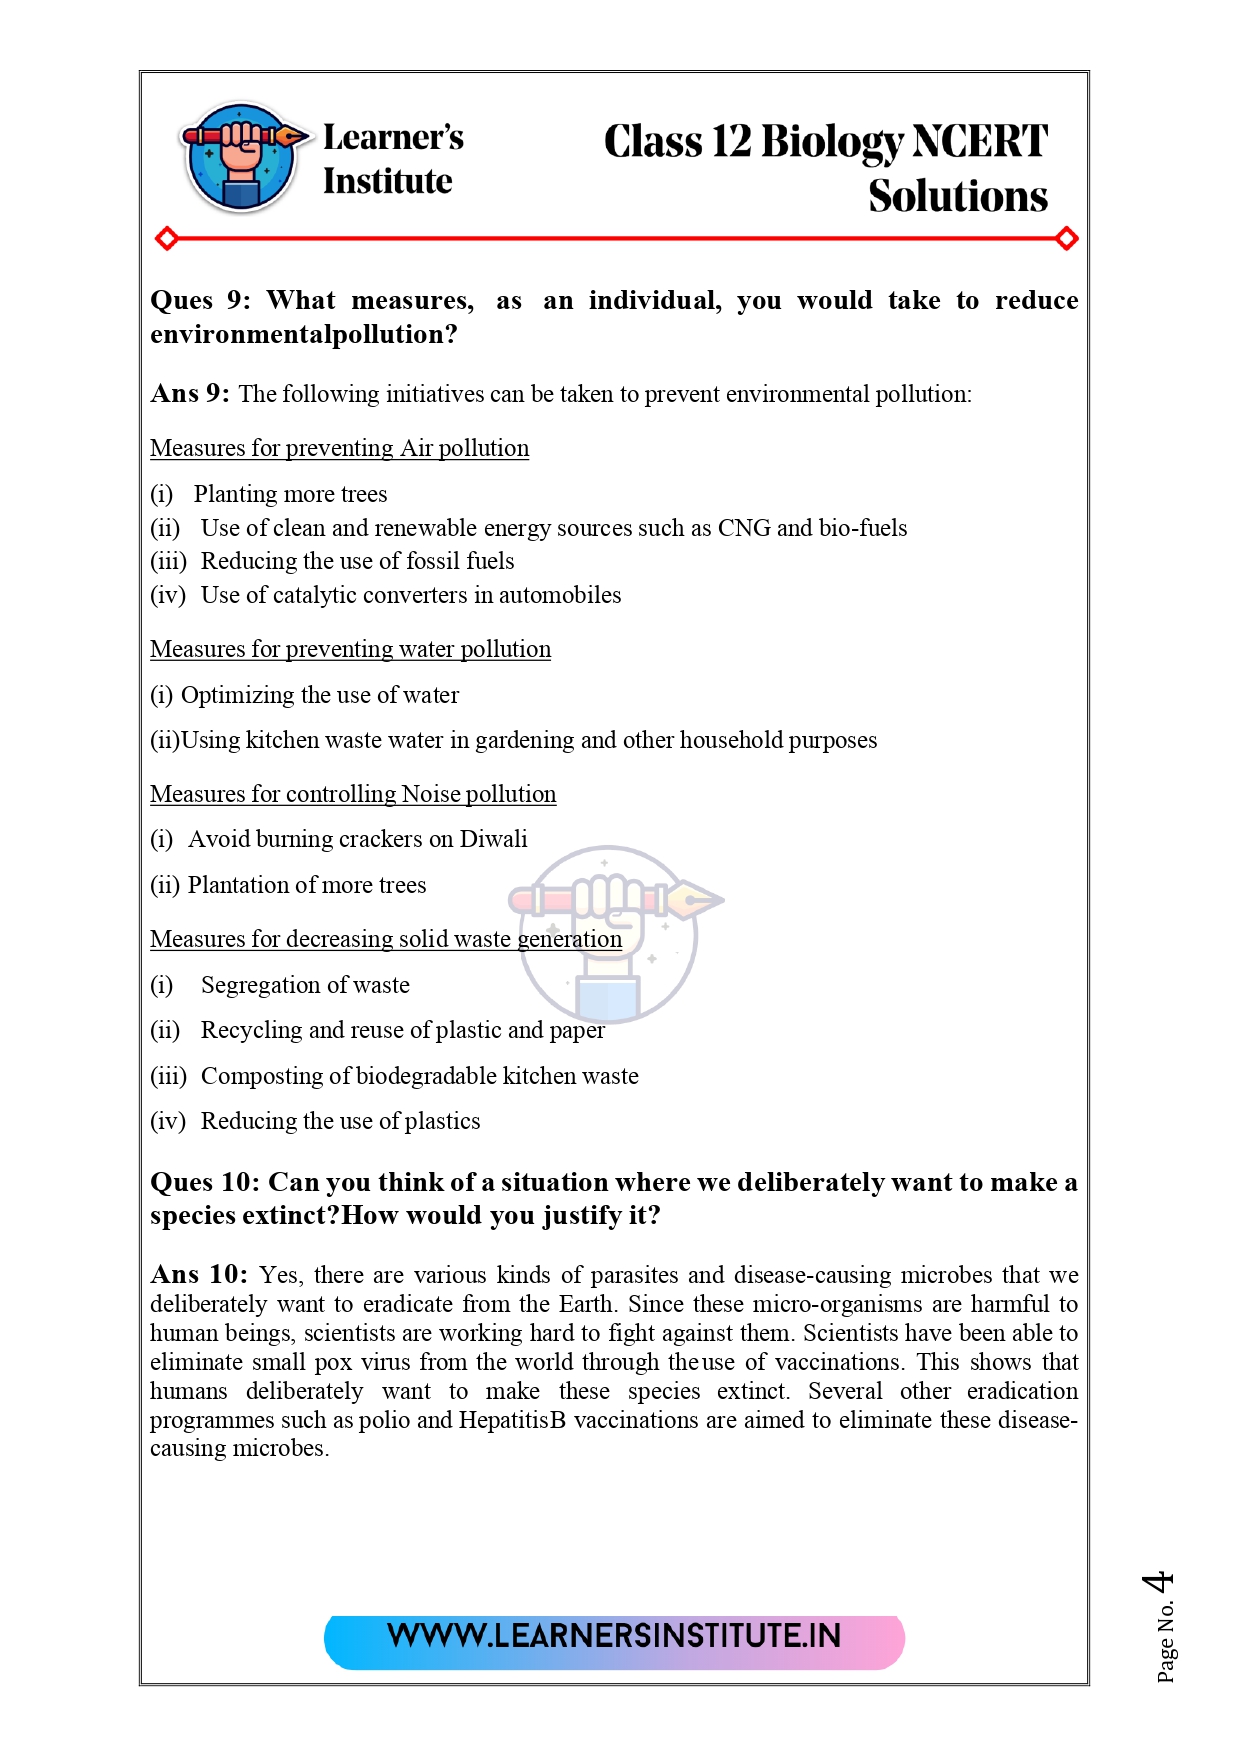 Learner's
Institute
Class 12 Biology NCERT
Solutions
Ques 9: What measures, as an individual, you would take to reduce
environmentalpollution?
Ans 9: The following initiatives can be taken to prevent environmental pollution:
Measures for preventing Air pollution
(i) Planting more trees
(ii) Use of clean and renewable energy sources such as CNG and bio-fuels
(iii) Reducing the use of fossil fuels
(iv) Use of catalytic converters in automobiles
Measures for preventing water pollution
(i) Optimizing the use of water
(ii)Using kitchen waste water in gardening and other household purposes
Measures for controlling Noise pollution
(i) Avoid burning crackers on Diwali
(ii) Plantation of more trees
Measures for decreasing solid waste generation
(i) Segregation of waste
(ii) Recycling and reuse of plastic and paper
(iii) Composting of biodegradable kitchen waste
(iv) Reducing the use of plastics
Ques 10: Can you think of a situation where we deliberately want to make a
species extinct?How would you justify it?
Ans 10: Yes, there are various kinds of parasites and disease-causing microbes that we
deliberately want to eradicate from the Earth. Since these micro-organisms are harmful to
human beings, scientists are working hard to fight against them. Scientists have been able to
eliminate small pox virus from the world through theuse of vaccinations. This shows that
humans deliberately want to make these species extinct. Several other eradication
programmes such as polio and HepatitisB vaccinations are aimed to eliminate these disease-
causing microbes.
WWW.LEARNERSINSTITUTE.IN
Page No. 4